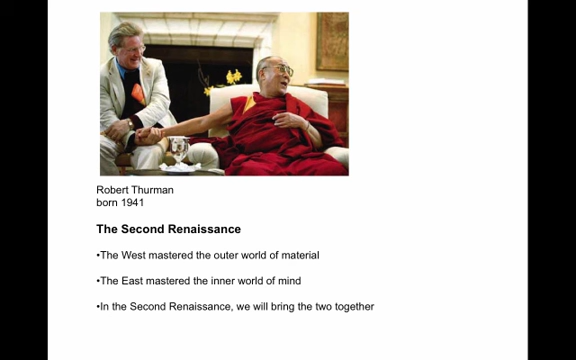 Robert Thurman
born 1941
The Second Renaissance
•The West mastered the outer world of material
•The East mastered the inner world of mind
•In the Second Renaissance, we will bring the two together